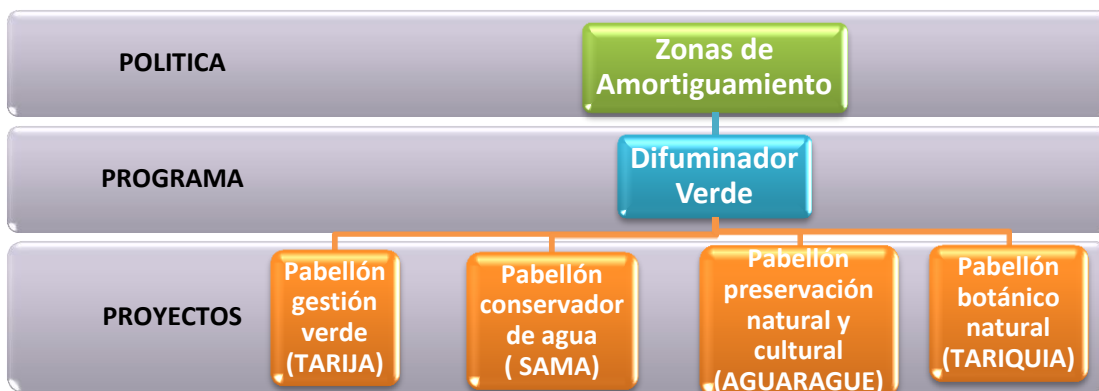 POLITICA
Zonas de
Amortiguamiento
PROGRAMA
Difuminador
Verde
PROYECTOS
Pabellón
gestión
verde
(TARIJA)
Pabellón
conservador
de agua
( SAMA)
Pabellón
preservación
natural y
cultural
(AGUARAGUE)
Pabellón
botánico
natural
(TARIQUIA)